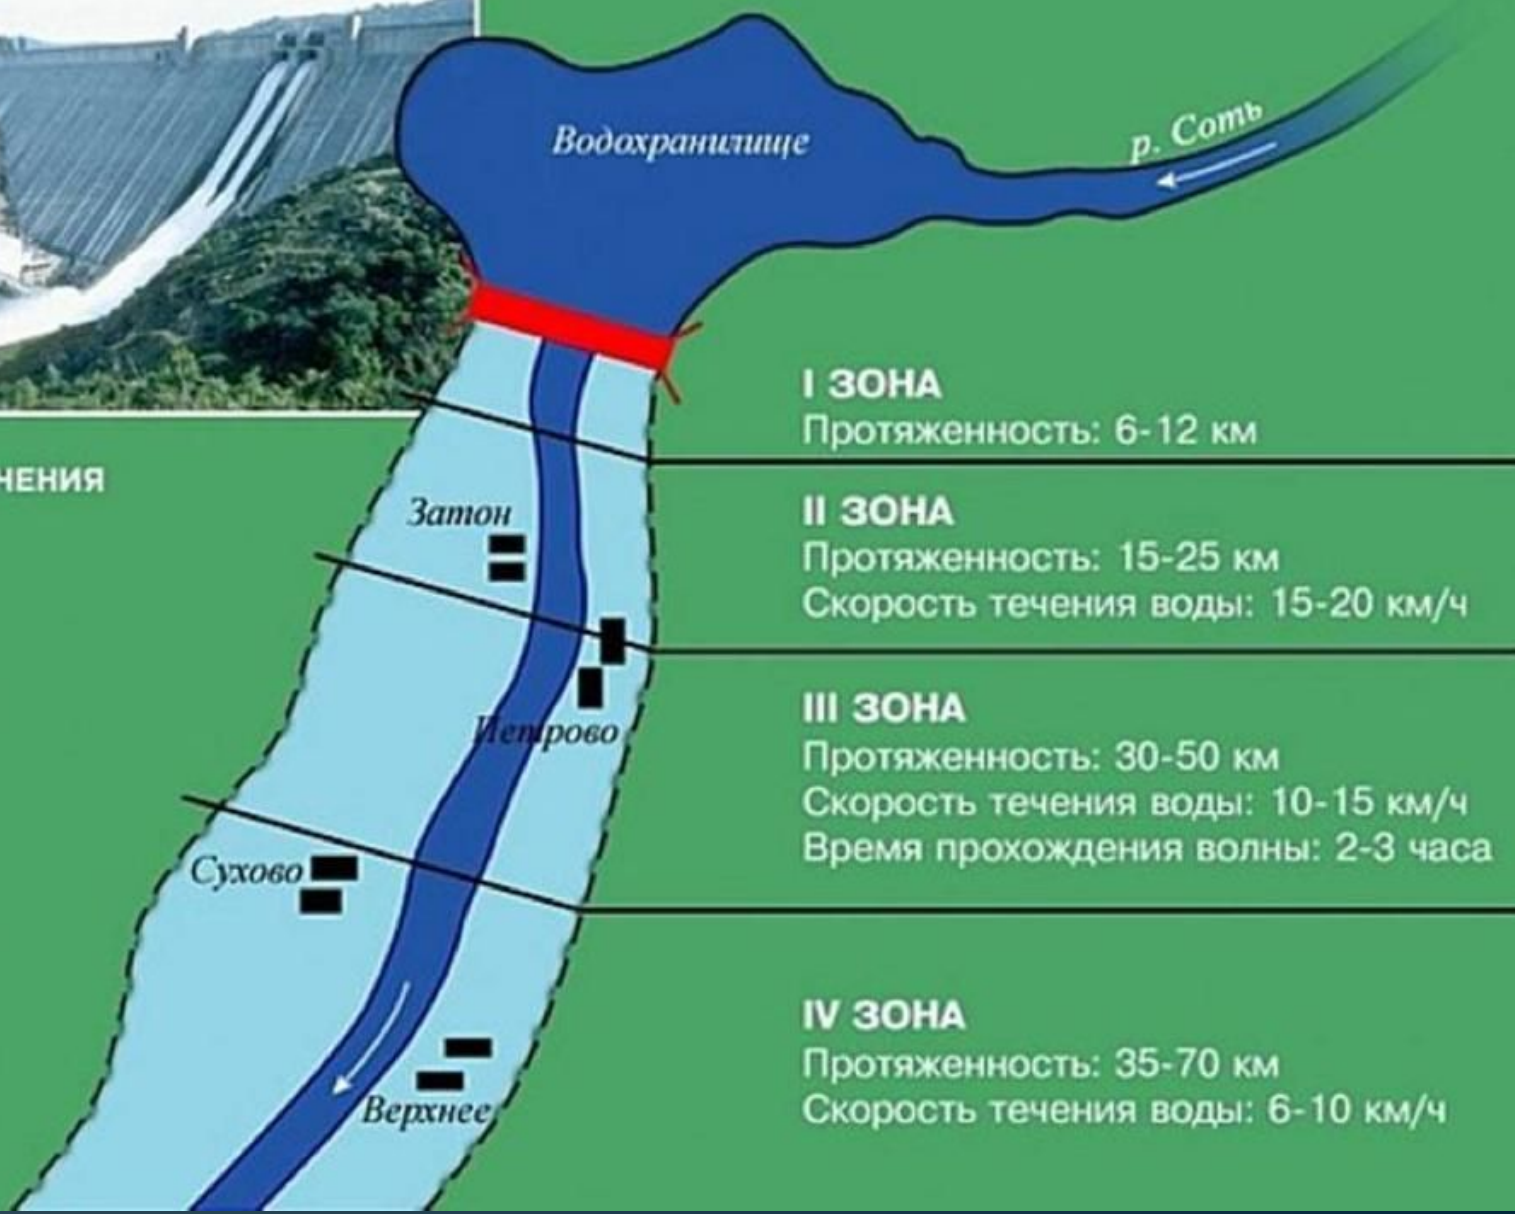 Водохранилище
р. Соть
I ЗОНА
Протяженность: 6-12 км
ЧЕНИЯ
II ЗОНА
Протяженность: 15-25 км
Скорость течения воды: 15-20 км/ч
Затон
III ЗОНА
Протяженность: 30-50 км
Скорость течения воды: 10-15 км/ч
Время прохождения волны: 2-3 часа
Петрово
Сухово
IV ЗОНА
Протяженность: 35-70 км
Скорость течения воды: 6-10 км/ч
Верхнее